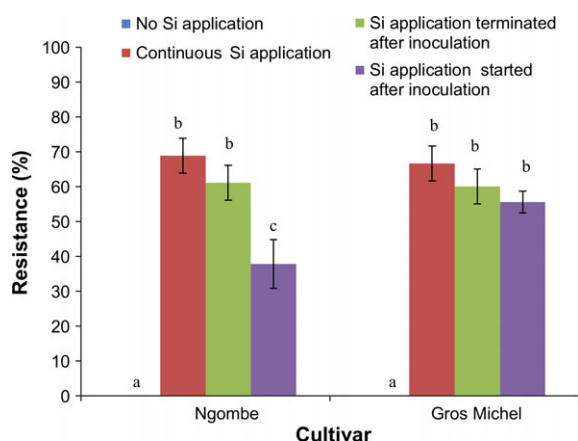 No Si application
Continuous Si application
Si application terminated
after inoculation
Si application started
after inoculation
Resistance (%)
100
90
80
70
60
50
40
30
20
10
0
a
b
b
c
a
b
b
b
Ngombe
Gros Michel
Cultivar